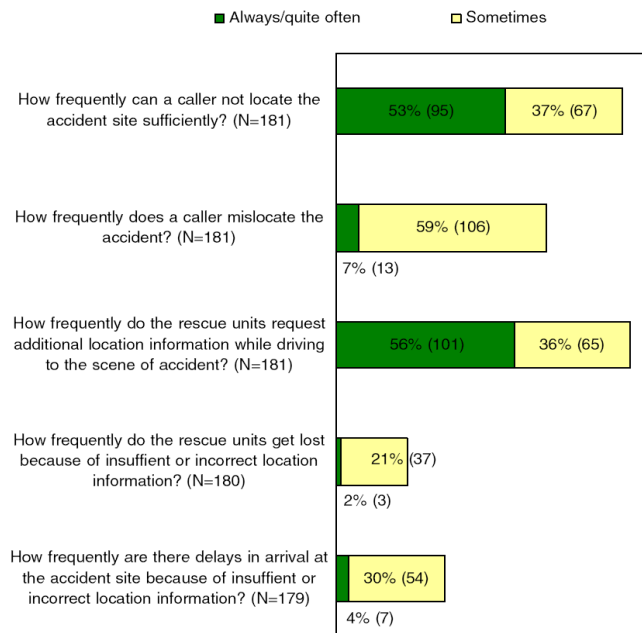 Always/quite often Sometimes
How frequently can a caller not locate the
accident site sufficiently? (N=181)
53% (95) 37% (67)
How frequently does a caller mislocate the
accident? (N=181)
59% (106)
7% (13)
How frequently do the rescue units request
additional location information while driving
to the scene of accident? (N=181)
56% (101) 36% (65)
How frequently do the rescue units get lost
because of insuffient or incorrect location
information? (N=180)
21% (37)
2% (3)
How frequently are there delays in arrival at
the accident site because of insuffient or
incorrect location information? (N=179)
30% (54)
4% (7)